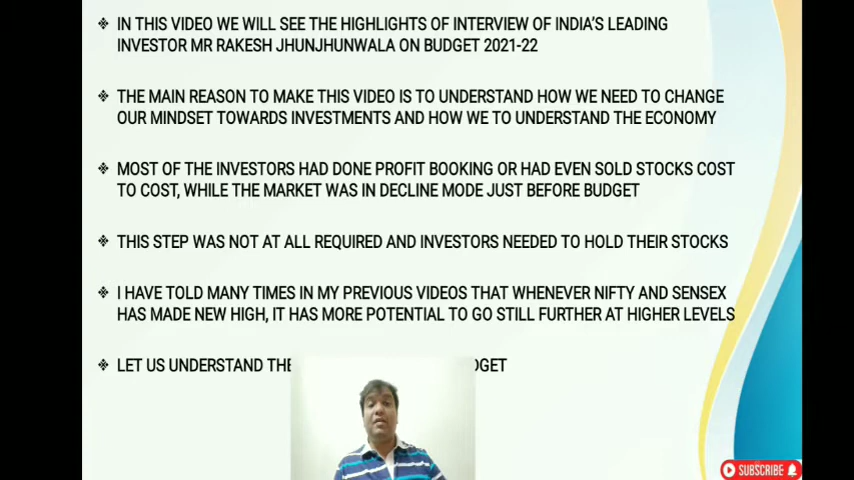 ❖ IN THIS VIDEO WE WILL SEE THE HIGHLIGHTS OF INTERVIEW OF INDIA'S LEADING
INVESTOR MR RAKESH JHUNJHUNWALA ON BUDGET 2021-22
❖ THE MAIN REASON TO MAKE THIS VIDEO IS TO UNDERSTAND HOW WE NEED TO CHANGE
OUR MINDSET TOWARDS INVESTMENTS AND HOW WE TO UNDERSTAND THE ECONOMY
❖ MOST OF THE INVESTORS HAD DONE PROFIT BOOKING OR HAD EVEN SOLD STOCKS COST
TO COST, WHILE THE MARKET WAS IN DECLINE MODE JUST BEFORE BUDGET
❖ THIS STEP WAS NOT AT ALL REQUIRED AND INVESTORS NEEDED TO HOLD THEIR STOCKS
❖ I HAVE TOLD MANY TIMES IN MY PREVIOUS VIDEOS THAT WHENEVER NIFTY AND SENSEX
HAS MADE NEW HIGH, IT HAS MORE POTENTIAL TO GO STILL FURTHER AT HIGHER LEVELS
❖ LET US UNDERSTAND THE DGET
SUBSCRIBE